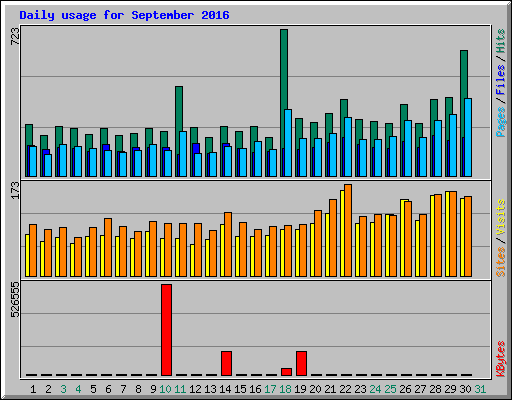 Daily usage for September 2016
723
Pages / Files / Hits
173
Sites / Visits
526555
KBytes
1 2 3 4 5 6 7 8 9 10 11 12 13 14 15 16 17 18 19 20 21 22 23 24 25 26 27 28 29 30 31